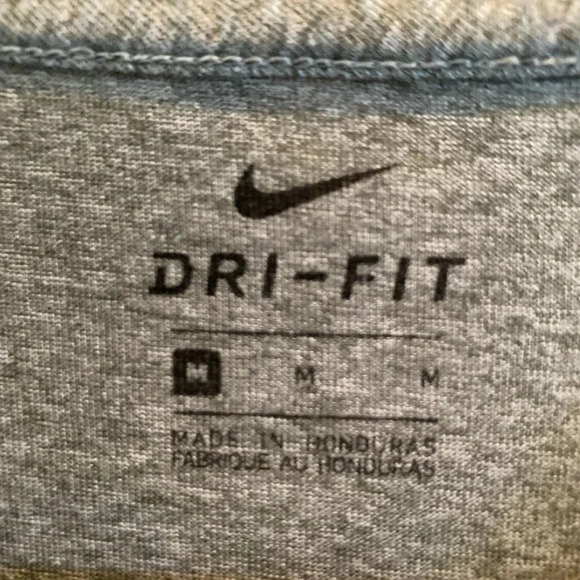 DRI-FIT
M M M
MADE IN HONDURAS
FABRIQUE AU HONDURAS